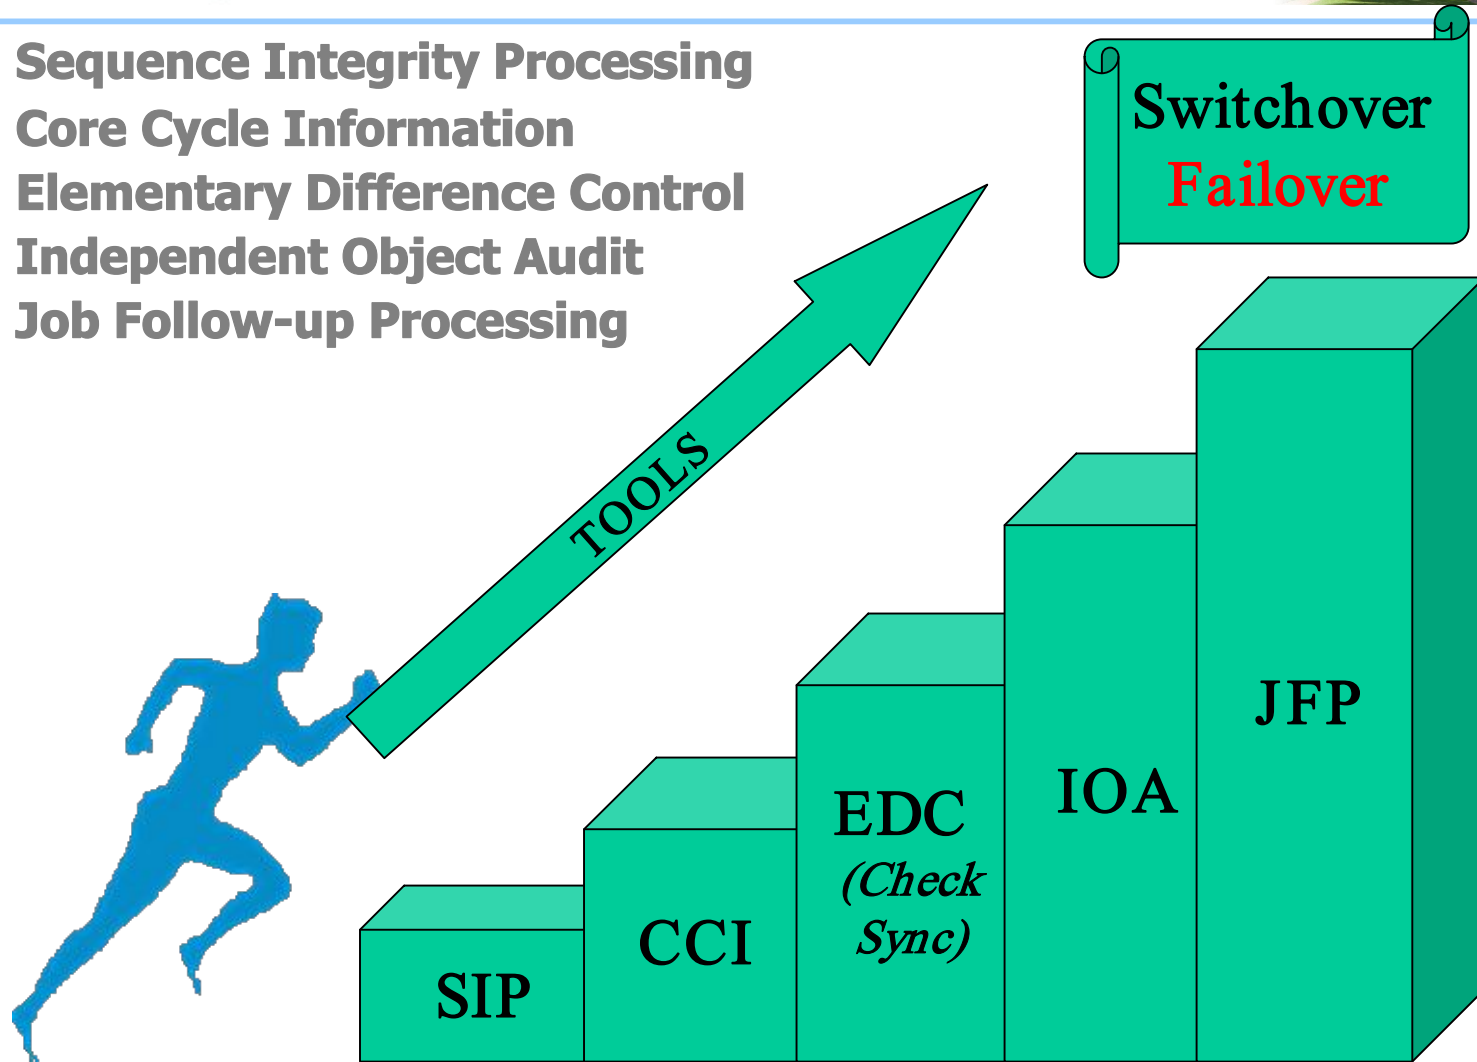 Sequence Integrity Processing
Core Cycle Information
Elementary Difference Control
Independent Object Audit
Job Follow-up Processing
Switchover
Failover
TOOLS
SIP
CCI
EDC
(Check
Sync)
IOA
JFP